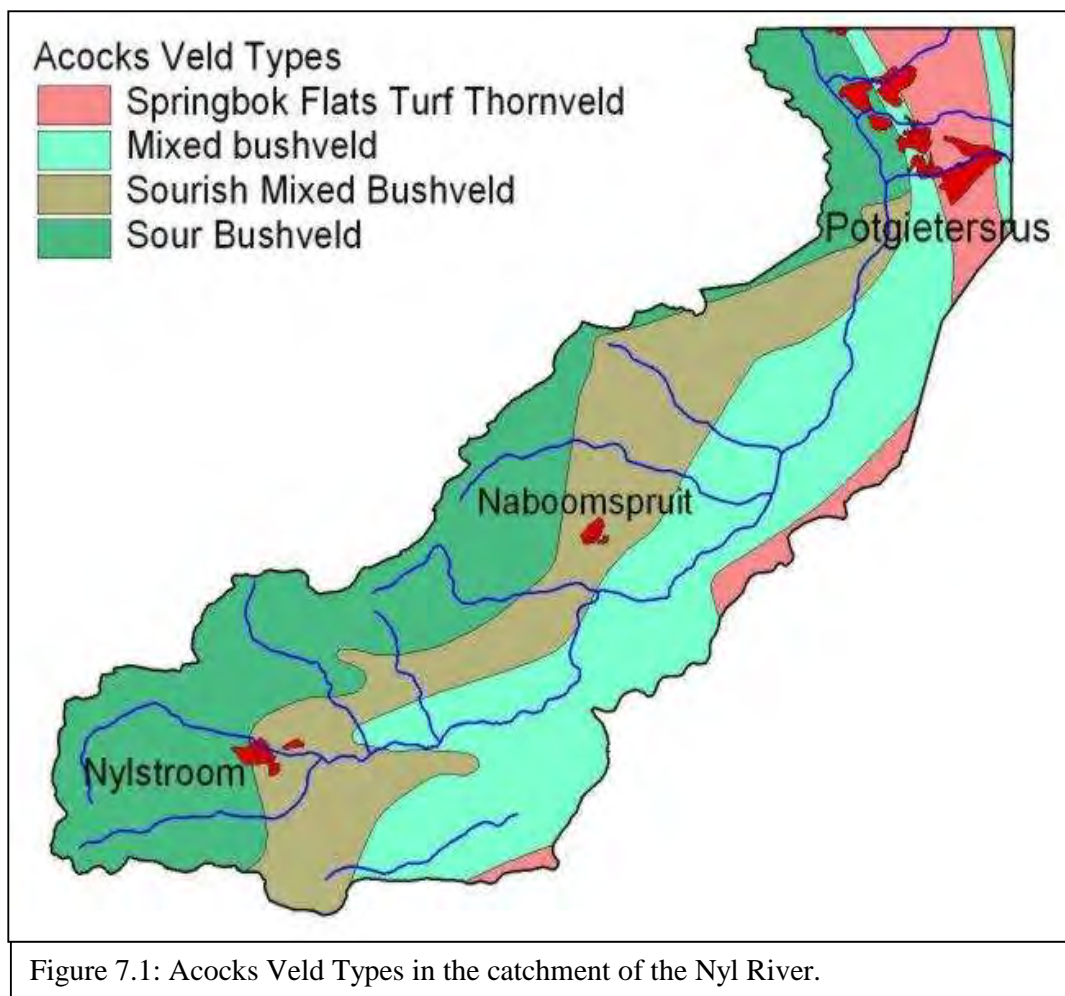 Acocks Veld Types
Springbok Flats Turf Thornveld
Mixed bushveld
Sourish Mixed Bushveld
Sour Bushveld
Potgietersrus
Naboomspruit
Nylstroom
Figure 7.1: Acocks Veld Types in the catchment of the Nyl River.